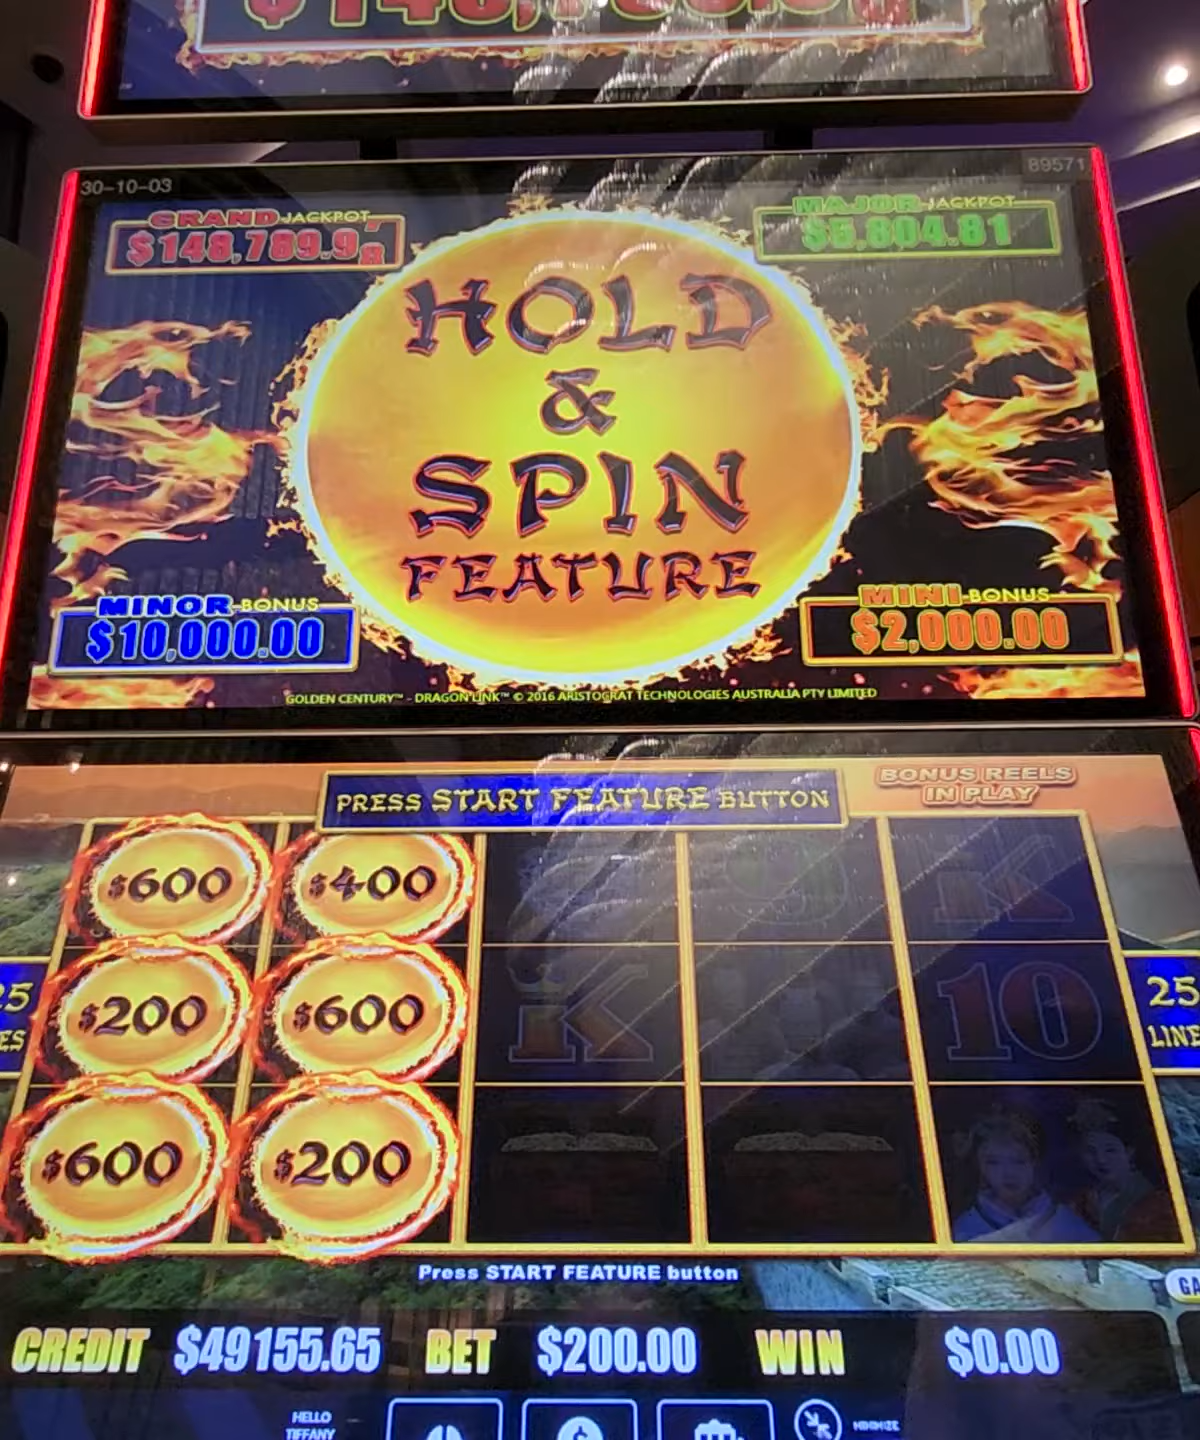 30-10-03
89571
GRAND JACKPOT
MAJOR JACKPOT
$5,804.81
HOLD
&
SPIN
FEATURE
MINOR BONUS
$10,000.00
MINI BONUS
$2,000.00
GOLDEN CENTURY™ - DRAGON LINK™ © 2016 ARISTOCRAT TECHNOLOGIES AUSTRALIA PTY LIMITED
PRESS START FEATURE BUTTON
BONUS REELS
IN PLAY
$600 $400
K
$200 $600
K
10
25
LINE
$600 $200
Press START FEATURE button
CREDIT $49155.65 BET $200.00 WIN $0.00
HELLO
TIFFANY
MINIMIZE